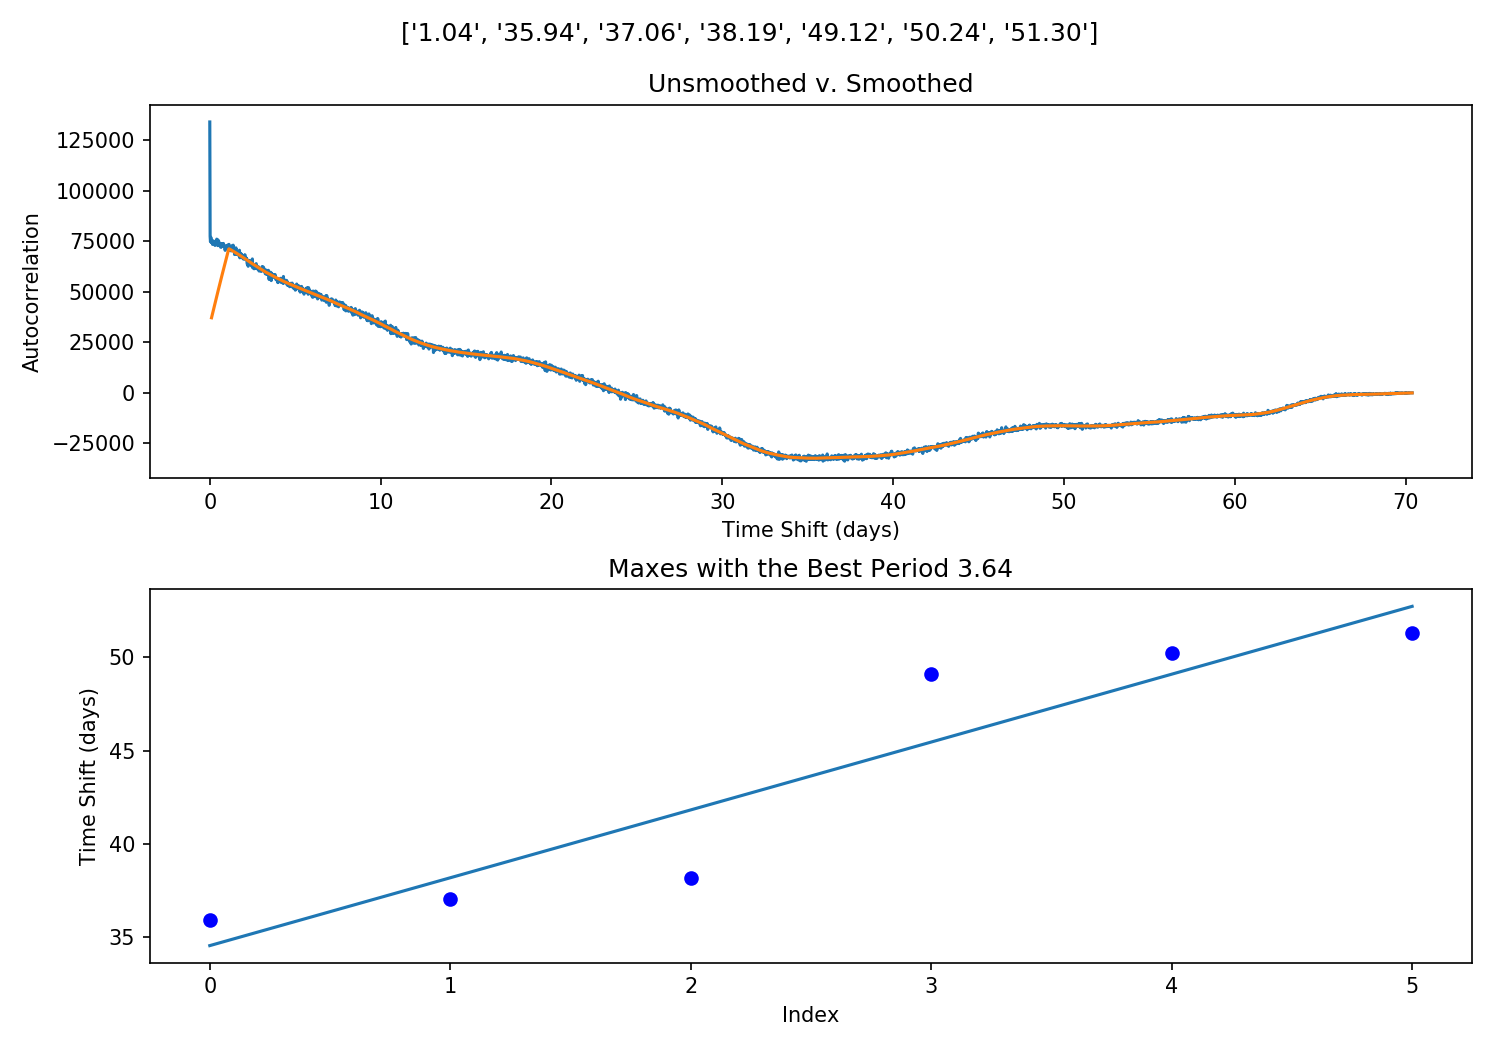 ['1.04', '35.94', '37.06', '38.19', '49.12', '50.24', '51.30']
Unsmoothed v. Smoothed
Autocorrelation
125000
100000
75000
50000
25000
0
−25000
0 10 20 30 40 50 60 70
Time Shift (days)
Maxes with the Best Period 3.64
Time Shift (days)
50
45
40
35
0 1 2 3 4 5
Index